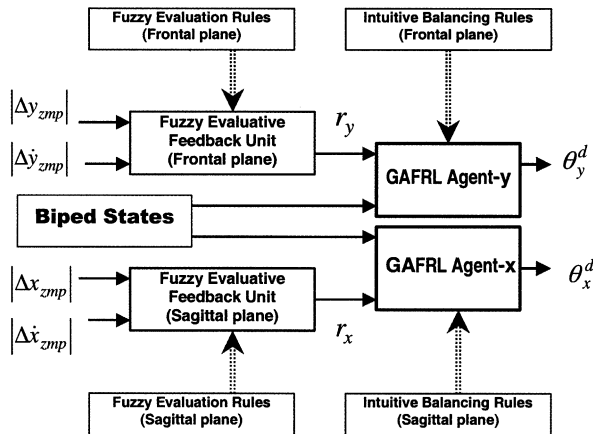 Fuzzy Evaluation Rules
(Frontal plane)
Intuitive Balancing Rules
(Frontal plane)
|Δy_zmp|
|Δẏ_zmp|
Fuzzy Evaluative
Feedback Unit
(Frontal plane)
r_y
GAFRL Agent-y
θ_y^d
Biped States
|Δx_zmp|
|Δẋ_zmp|
Fuzzy Evaluative
Feedback Unit
(Sagittal plane)
r_x
GAFRL Agent-x
θ_x^d
Fuzzy Evaluation Rules
(Sagittal plane)
Intuitive Balancing Rules
(Sagittal plane)